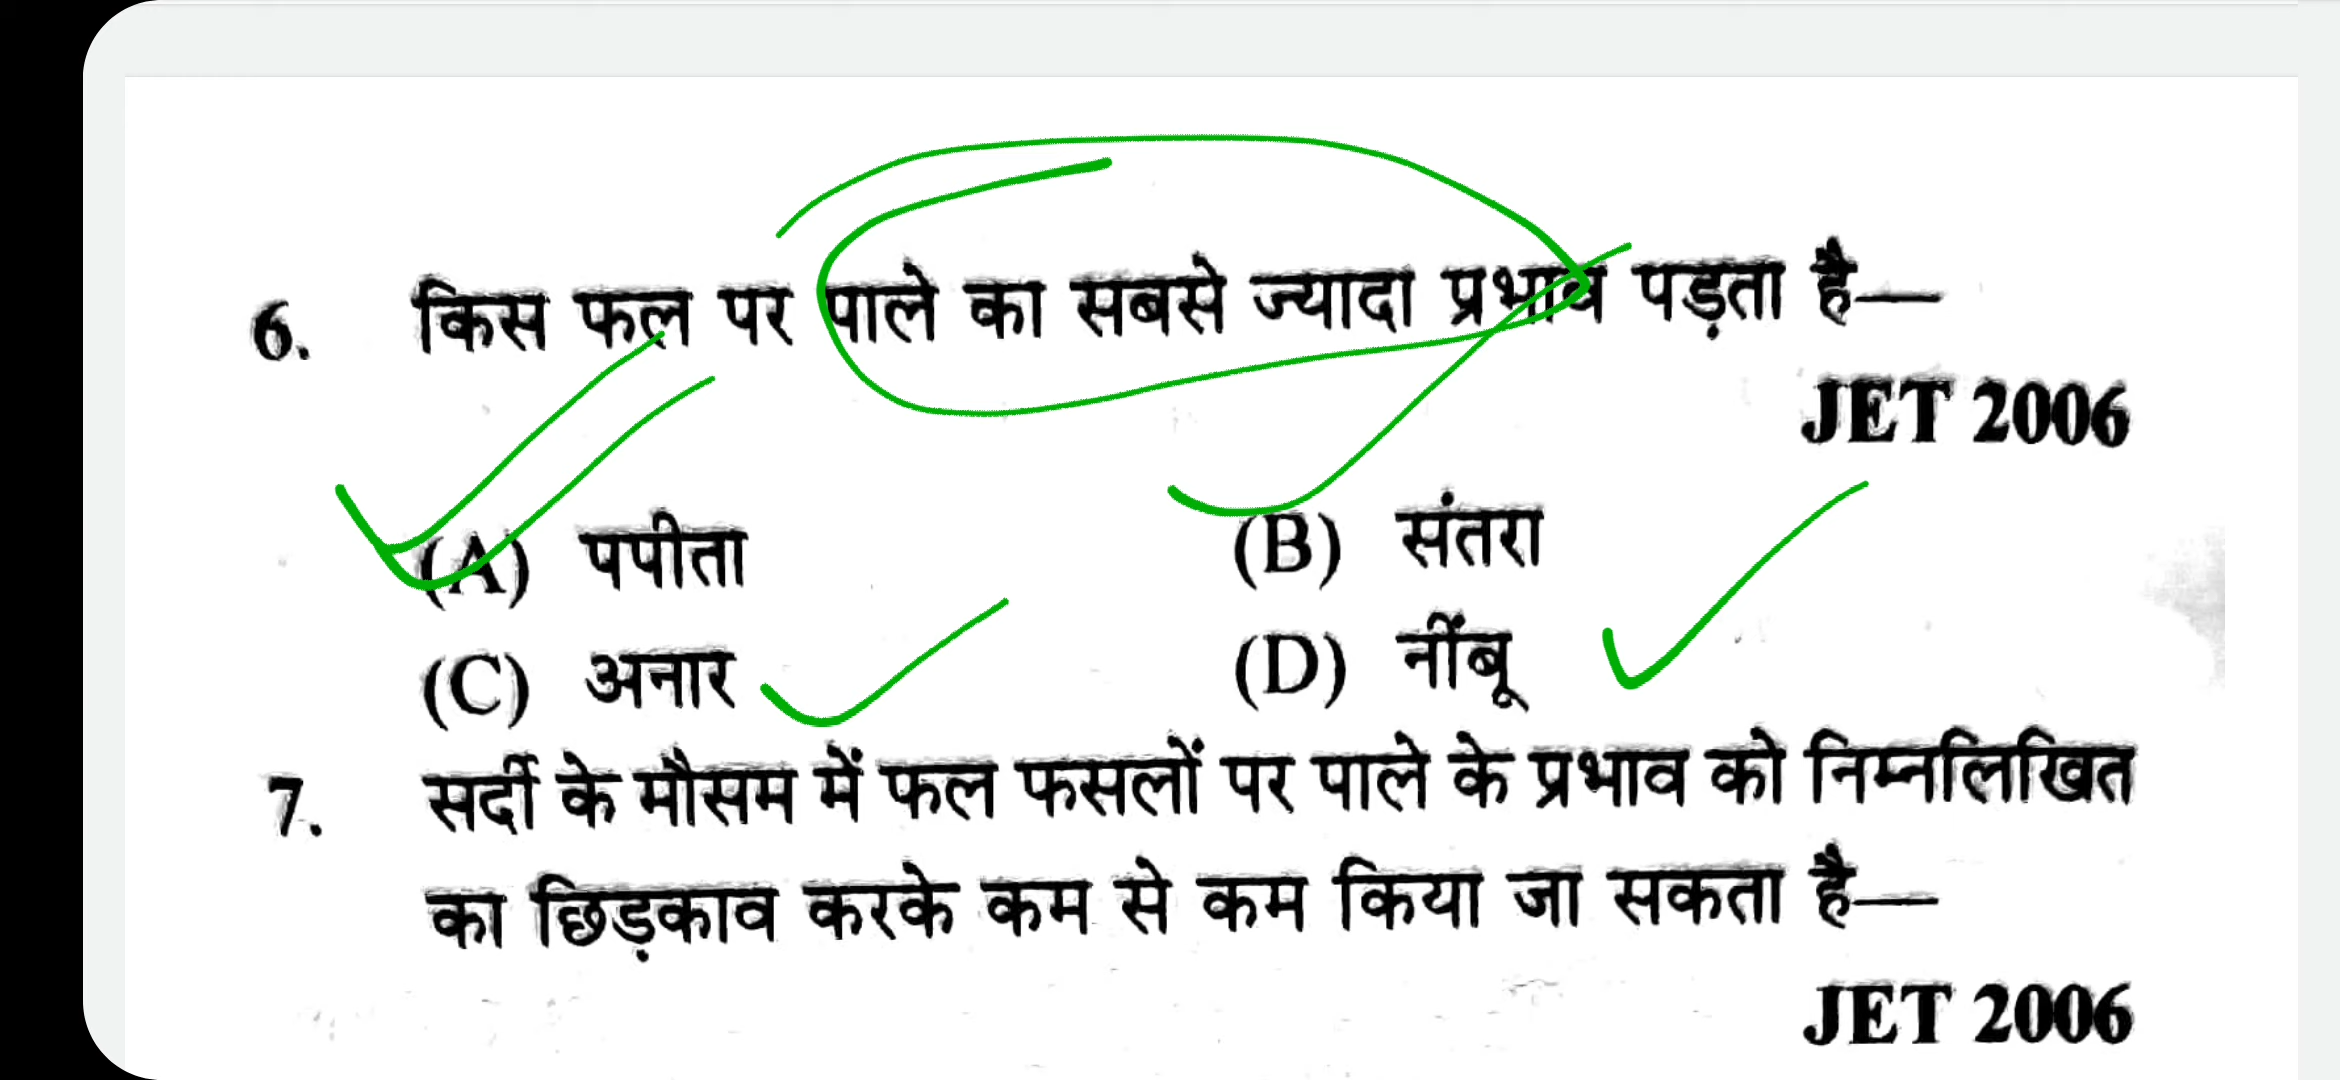 6. किस फल पर पाले का सबसे ज्यादा प्रभाव पड़ता है—
JET 2006
(A) पपीता (B) संतरा
(C) अनार (D) नींबू
7. सर्दी के मौसम में फल फसलों पर पाले के प्रभाव को निम्नलिखित
का छिड़काव करके कम से कम किया जा सकता है—
JET 2006